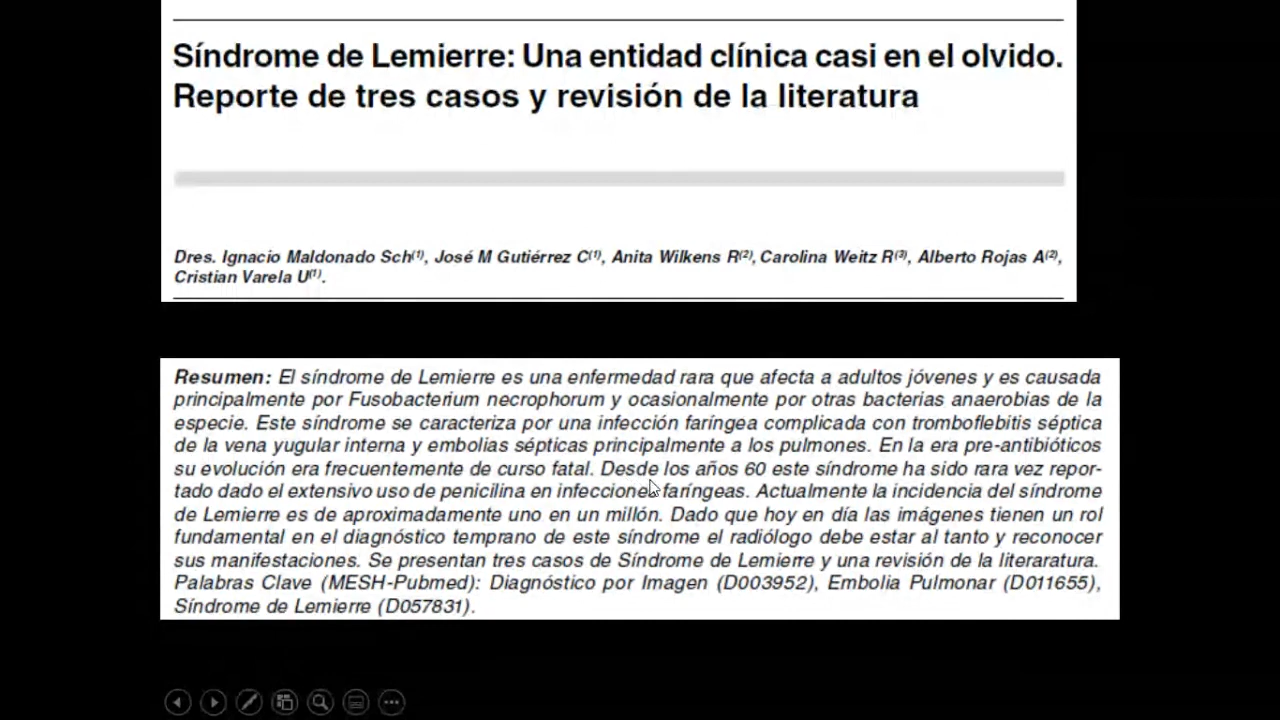 Síndrome de Lemierre: Una entidad clínica casi en el olvido.
Reporte de tres casos y revisión de la literatura
Dres. Ignacio Maldonado Sch(1), José M Gutiérrez C(1), Anita Wilkens R(2), Carolina Weitz R(3), Alberto Rojas A(2),
Cristian Varela U(1).
Resumen: El síndrome de Lemierre es una enfermedad rara que afecta a adultos jóvenes y es causada
principalmente por Fusobacterium necrophorum y ocasionalmente por otras bacterias anaerobias de la
especie. Este síndrome se caracteriza por una infección faríngea complicada con tromboflebitis séptica
de la vena yugular interna y embolias sépticas principalmente a los pulmones. En la era pre-antibióticos
su evolución era frecuentemente de curso fatal. Desde los años 60 este síndrome ha sido rara vez repor-
tado dado el extensivo uso de penicilina en infecciones faríngeas. Actualmente la incidencia del síndrome
de Lemierre es de aproximadamente uno en un millón. Dado que hoy en día las imágenes tienen un rol
fundamental en el diagnóstico temprano de este síndrome el radiólogo debe estar al tanto y reconocer
sus manifestaciones. Se presentan tres casos de Síndrome de Lemierre y una revisión de la literaratura.
Palabras Clave (MESH-Pubmed): Diagnóstico por Imagen (D003952), Embolia Pulmonar (D011655),
Síndrome de Lemierre (D057831).